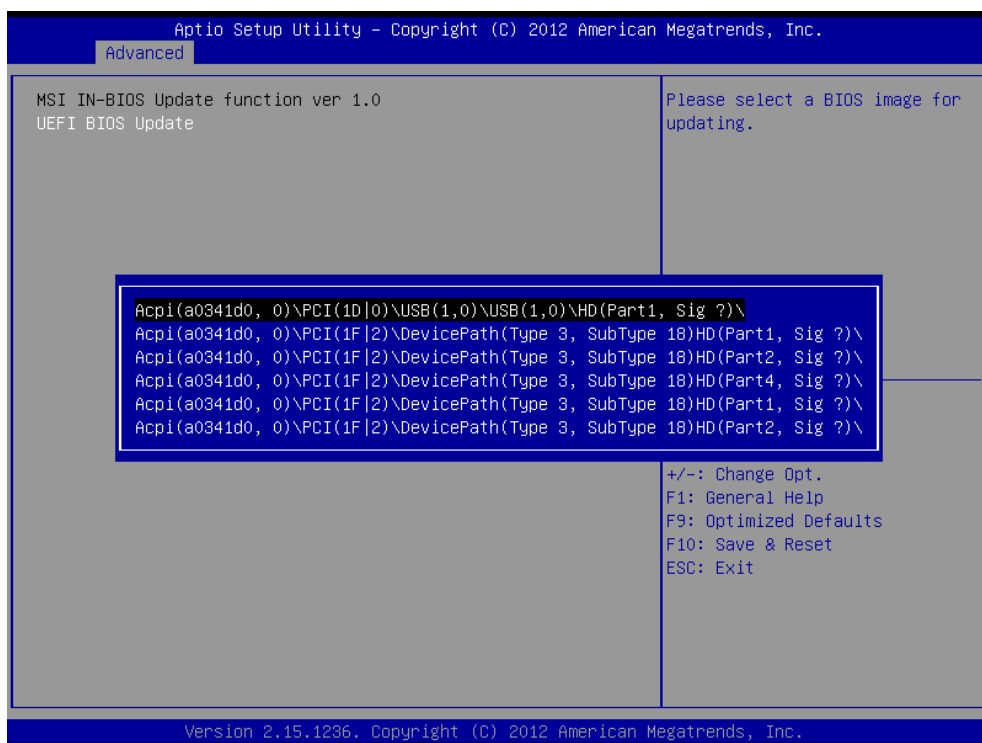 Aptio Setup Utility – Copyright (C) 2012 American Megatrends, Inc.
Advanced
MSI IN-BIOS Update function ver 1.0
UEFI BIOS Update
Please select a BIOS image for
updating.
Acpi(a0341d0, 0)\PCI(1D|0)\USB(1,0)\USB(1,0)\HD(Part1, Sig ?)\
Acpi(a0341d0, 0)\PCI(1F|2)\DevicePath(Type 3, SubType 18)HD(Part1, Sig ?)\
Acpi(a0341d0, 0)\PCI(1F|2)\DevicePath(Type 3, SubType 18)HD(Part2, Sig ?)\
Acpi(a0341d0, 0)\PCI(1F|2)\DevicePath(Type 3, SubType 18)HD(Part4, Sig ?)\
Acpi(a0341d0, 0)\PCI(1F|2)\DevicePath(Type 3, SubType 18)HD(Part1, Sig ?)\
Acpi(a0341d0, 0)\PCI(1F|2)\DevicePath(Type 3, SubType 18)HD(Part2, Sig ?)\
+/-: Change Opt.
F1: General Help
F9: Optimized Defaults
F10: Save & Reset
ESC: Exit
Version 2.15.1236. Copyright (C) 2012 American Megatrends, Inc.